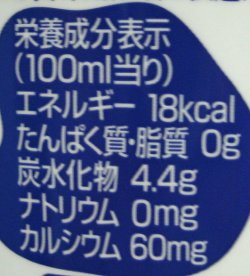 栄養成分表示
(100ml当り)
エネルギー 18kcal
たんぱく質・脂質 0g
炭水化物 4.4g
ナトリウム 0mg
カルシウム 60mg